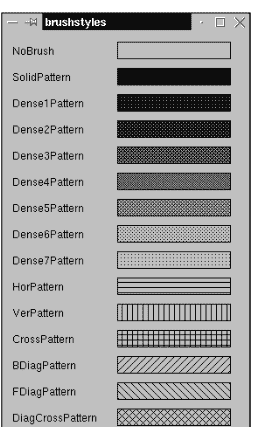 brushstyles
NoBrush
SolidPattern
Dense1Pattern
Dense2Pattern
Dense3Pattern
Dense4Pattern
Dense5Pattern
Dense6Pattern
Dense7Pattern
HorPattern
VerPattern
CrossPattern
BDiagPattern
FDiagPattern
DiagCrossPattern